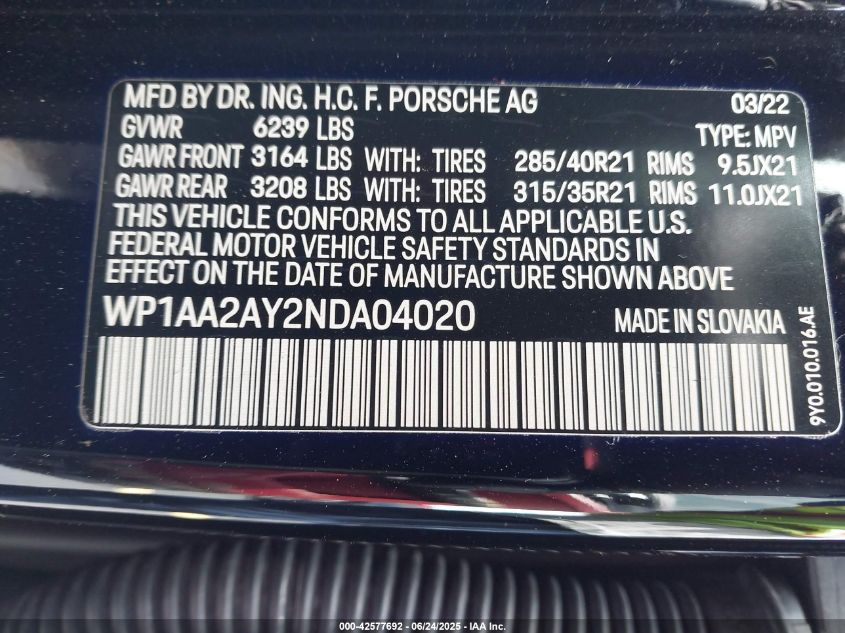 MFD BY DR. ING. H.C. F. PORSCHE AG 03/22
GVWR 6239 LBS TYPE: MPV
GAWR FRONT 3164 LBS WITH: TIRES 285/40R21 RIMS 9.5JX21
GAWR REAR 3208 LBS WITH: TIRES 315/35R21 RIMS 11.0JX21
THIS VEHICLE CONFORMS TO ALL APPLICABLE U.S.
FEDERAL MOTOR VEHICLE SAFETY STANDARDS IN
EFFECT ON THE DATE OF MANUFACTURE SHOWN ABOVE
WP1AA2AY2NDA04020 MADE IN SLOVAKIA
9Y0.010.016.AE
000-42577692 - 06/24/2025 - IAA Inc.